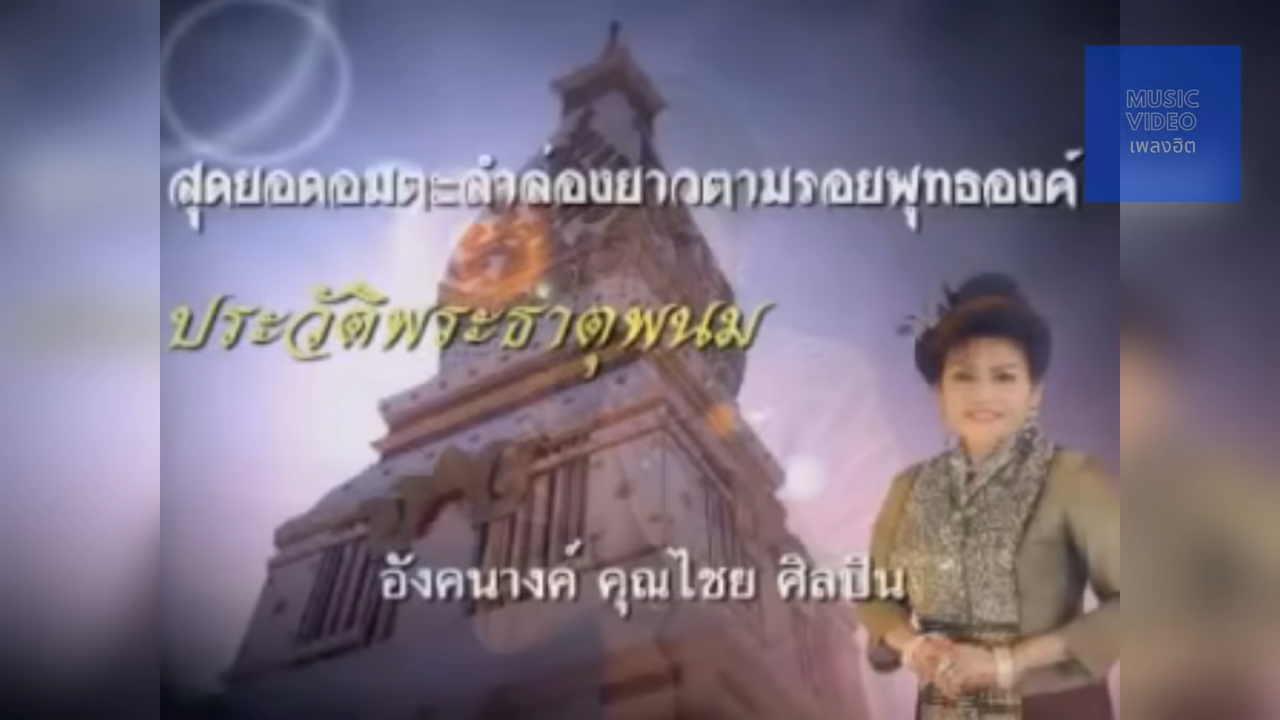 MUSIC
VIDEO
เพลงฮิต
สุดยอดอมตะลำล่องยาวตามรอยพุทธองค์
ประวัติพระธาตุพนม
อังคนางค์ คุณไชย ศิลปิน